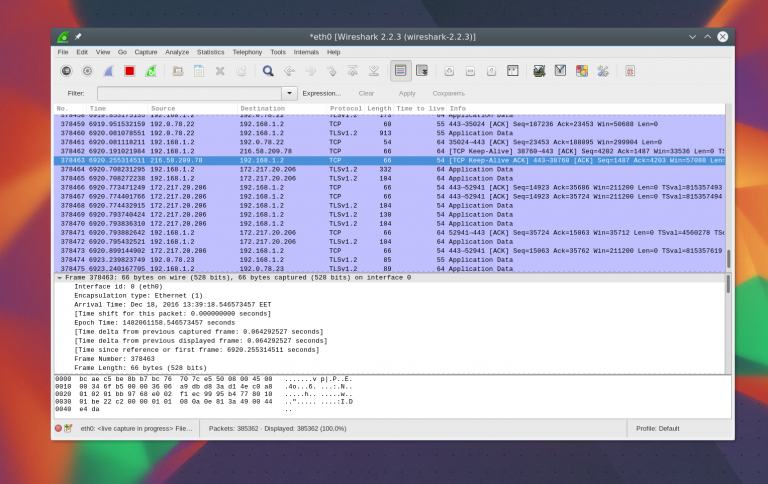 *eth0 [Wireshark 2.2.3 (wireshark-2.2.3)]
File Edit View Go Capture Analyze Statistics Telephony Tools Internals Help
Filter: Expression... Clear Apply Сохранить
No. Time Source Destination Protocol Length Time to live Info
378459 6919.951532159 192.0.78.22 192.168.1.2 TCP 60 55 443→35024 [ACK] Seq=187236 Ack=23453 Win=50688 Len=0
378460 6920.081078551 192.0.78.22 192.168.1.2 TLSv1.2 913 55 Application Data
378461 6920.081118211 192.168.1.2 192.0.78.22 TCP 54 64 35024→443 [ACK] Seq=23453 Ack=188095 Win=299904 Len=0
378462 6920.191021984 192.168.1.2 216.58.209.78 TCP 66 64 [TCP Keep-Alive] 38760→443 [ACK] Seq=4202 Ack=1487 Win=33536 Len=0
378463 6920.255314511 216.58.209.78 192.168.1.2 TCP 66 54 [TCP Keep-Alive ACK] 443→38760 [ACK] Seq=1487 Ack=4203 Win=57088
378464 6920.708231295 192.168.1.2 172.217.20.206 TLSv1.2 332 64 Application Data
378465 6920.708272238 192.168.1.2 172.217.20.206 TLSv1.2 104 64 Application Data
378466 6920.773471249 172.217.20.206 192.168.1.2 TCP 66 54 443→52941 [ACK] Seq=14923 Ack=35686 Win=211200 Len=0 TSval=815357493
378467 6920.774401766 172.217.20.206 192.168.1.2 TCP 66 54 443→52941 [ACK] Seq=14923 Ack=35724 Win=211200 Len=0 TSval=815357494
378468 6920.774432915 172.217.20.206 192.168.1.2 TLSv1.2 104 54 Application Data
378469 6920.793740424 172.217.20.206 192.168.1.2 TLSv1.2 130 54 Application Data
378470 6920.793836310 172.217.20.206 192.168.1.2 TLSv1.2 104 54 Application Data
378471 6920.793882642 192.168.1.2 172.217.20.206 TCP 66 64 52941→443 [ACK] Seq=35724 Ack=15063 Win=35712 Len=0 TSval=4560278
378472 6920.795432521 192.168.1.2 172.217.20.206 TLSv1.2 104 64 Application Data
378473 6920.899144902 172.217.20.206 192.168.1.2 TCP 66 54 443→52941 [ACK] Seq=15063 Ack=35762 Win=211200 Len=0 TSval=815357619
378474 6923.239823749 192.0.78.23 192.168.1.2 TLSv1.2 85 55 Application Data
378475 6923.240167705 192.168.1.2 192.0.78.23 TLSv1.2 89 64 Application Data
Frame 378463: 66 bytes on wire (528 bits), 66 bytes captured (528 bits) on interface 0
Interface id: 0 (eth0)
Encapsulation type: Ethernet (1)
Arrival Time: Dec 18, 2016 13:39:18.546573457 EET
[Time shift for this packet: 0.000000000 seconds]
Epoch Time: 1482061158.546573457 seconds
[Time delta from previous captured frame: 0.064292527 seconds]
[Time delta from previous displayed frame: 0.064292527 seconds]
[Time since reference or first frame: 6920.255314511 seconds]
Frame Number: 378463
Frame Length: 66 bytes (528 bits)
0000 bc ae c5 be 8b b7 bc 76 70 7c e5 50 08 00 45 00 .......v p|.P..E.
0010 00 34 6f b5 00 00 36 06 a9 db d8 3a d1 4e c0 a8 .4o...6. ...:.N..
0020 01 02 01 bb 97 68 e0 02 f1 ec 99 95 b4 77 80 10 .....h.. .....w..
0030 01 be 22 c2 00 00 01 01 08 0a 0e 81 3a 49 00 44 .."..... ....:I.D
0040 e4 da ..
eth0: <live capture in progress> File... Packets: 385362 · Displayed: 385362 (100,0%) Profile: Default